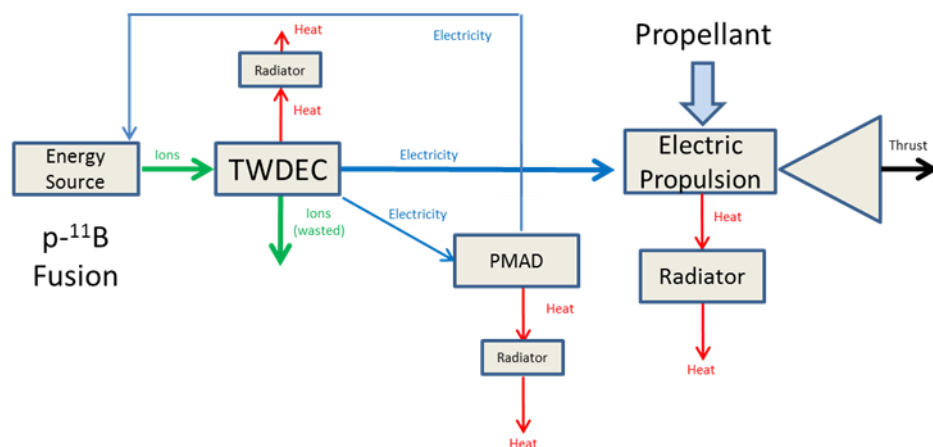 Heat
Electricity
Propellant
Radiator
Heat
Energy
Source
Ions
TWDEC
Electricity
Electric
Propulsion
Thrust
p-¹¹B
Fusion
Ions
(wasted)
Electricity
Heat
PMAD
Radiator
Heat
Radiator
Heat
Heat